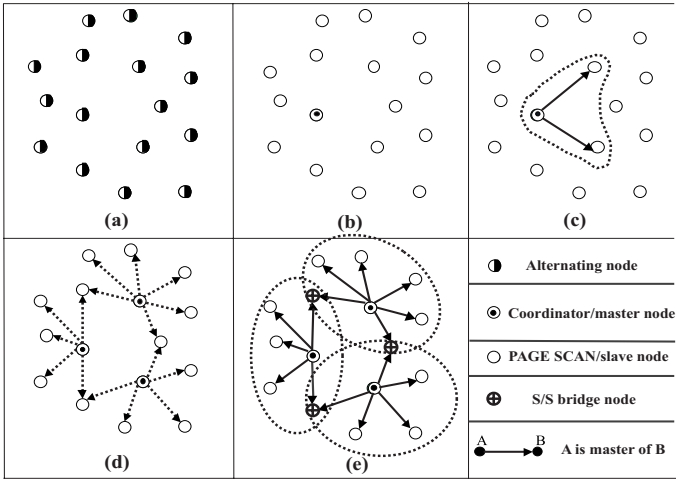 (a)
(b)
(c)
(d)
(e)
Alternating node
Coordinator/master node
PAGE SCAN/slave node
S/S bridge node
A B
A is master of B